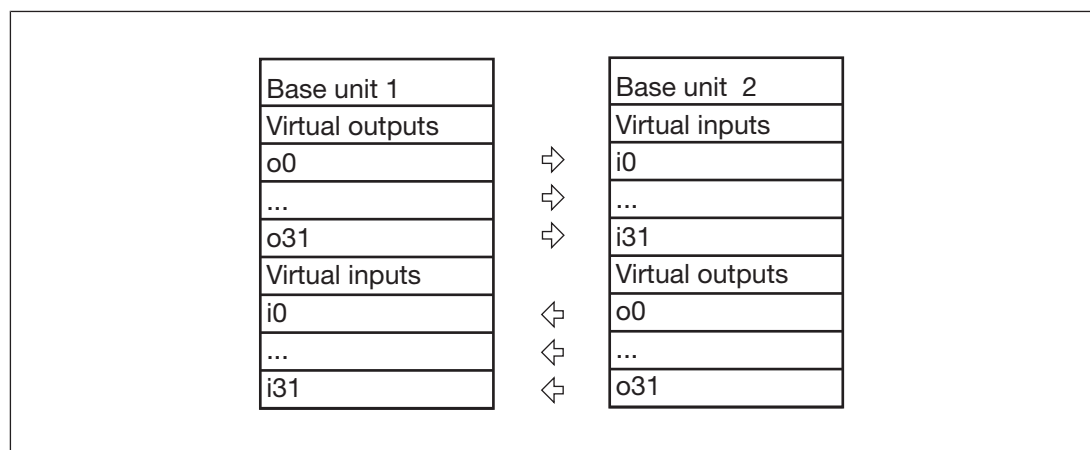 Base unit 1
Virtual outputs
o0
...
o31
Virtual inputs
i0
...
i31
Base unit  2
Virtual inputs
i0
...
i31
Virtual outputs
o0
...
o31